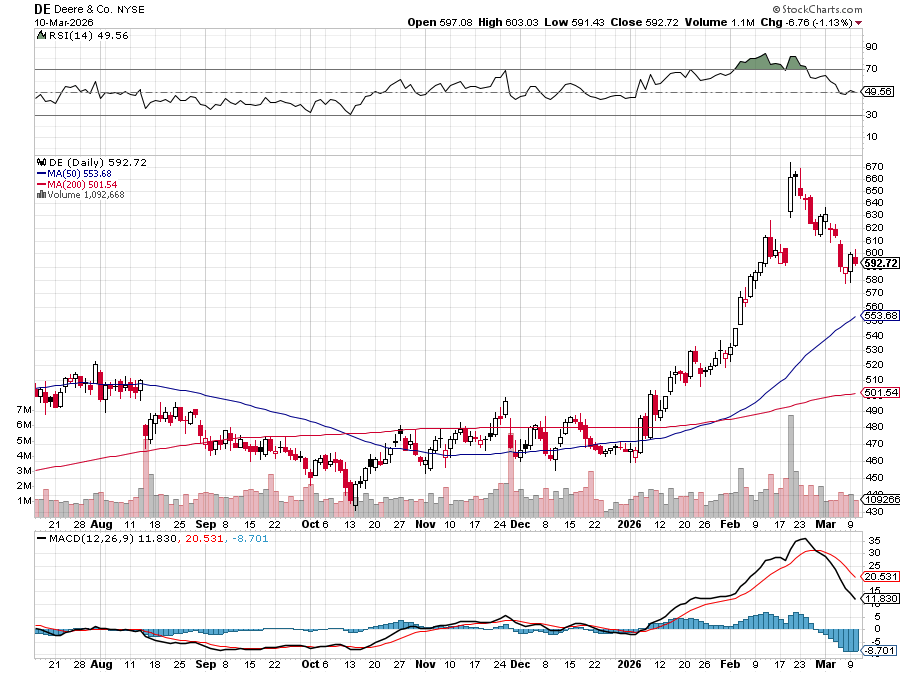 DE Deere & Co. NYSE © StockCharts.com
10-Mar-2026 Open 597.08 High 603.03 Low 591.43 Close 592.72 Volume 1.1M Chg -6.76 (-1.13%)
RSI(14) 49.56
90
70
49.56
30
10
DE (Daily) 592.72
MA(50) 553.68
MA(200) 501.54
Volume 1,092,668
670
660
650
640
630
620
610
600
592.72
580
570
560
553.68
540
530
520
510
501.54
490
480
470
460
450
430
7M
6M
5M
4M
3M
2M
1M
109266
21 28 Aug 11 18 25 Sep 8 15 22 Oct 6 13 20 27 Nov 10 17 24 Dec 8 15 22 2026 12 20 26 Feb 9 17 23 Mar 9
MACD(12,26,9) 11.830, 20.531, -8.701
35
30
25
20.531
15
11.830
5
0
-8.701
21 28 Aug 11 18 25 Sep 8 15 22 Oct 6 13 20 27 Nov 10 17 24 Dec 8 15 22 2026 12 20 26 Feb 9 17 23 Mar 9